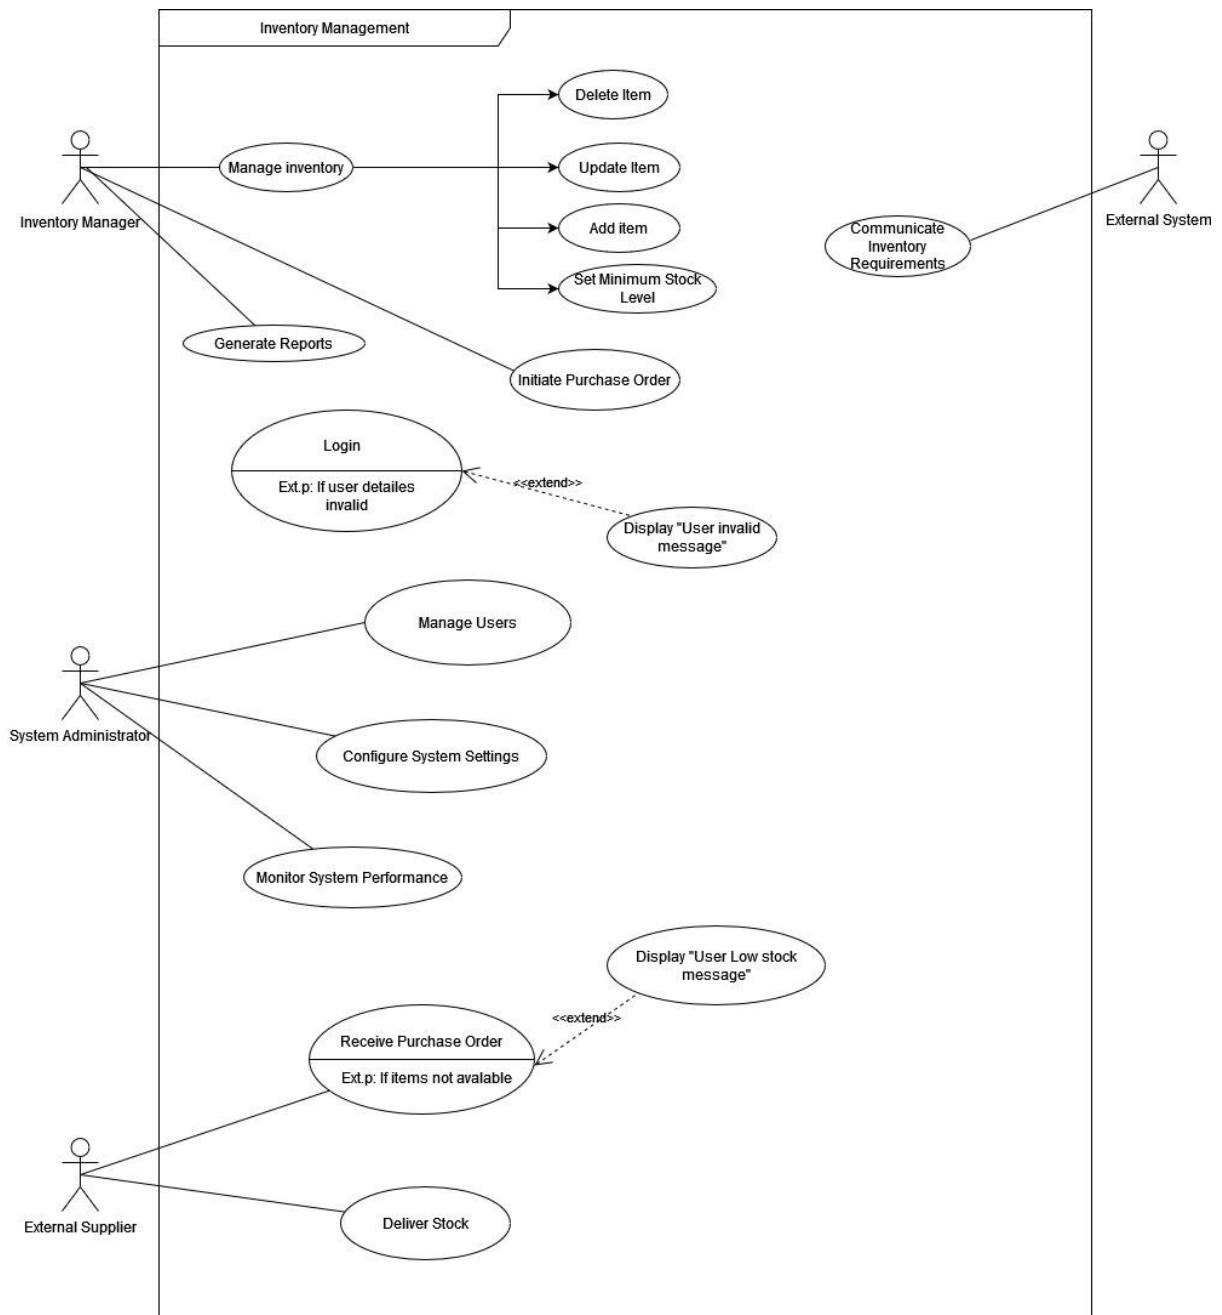 Inventory Management
Delete Item
Manage inventory
Update Item
Inventory Manager
External System
Add item
Communicate
Inventory
Requirements
Set Minimum Stock
Level
Generate Reports
Initiate Purchase Order
Login
Ext.p: If user detailes
invalid
<<extend>>
Display "User invalid
message"
Manage Users
System Administrator
Configure System Settings
Monitor System Performance
Display "User Low stock
message"
<<extend>>
Receive Purchase Order
Ext.p: If items not avalable
External Supplier
Deliver Stock